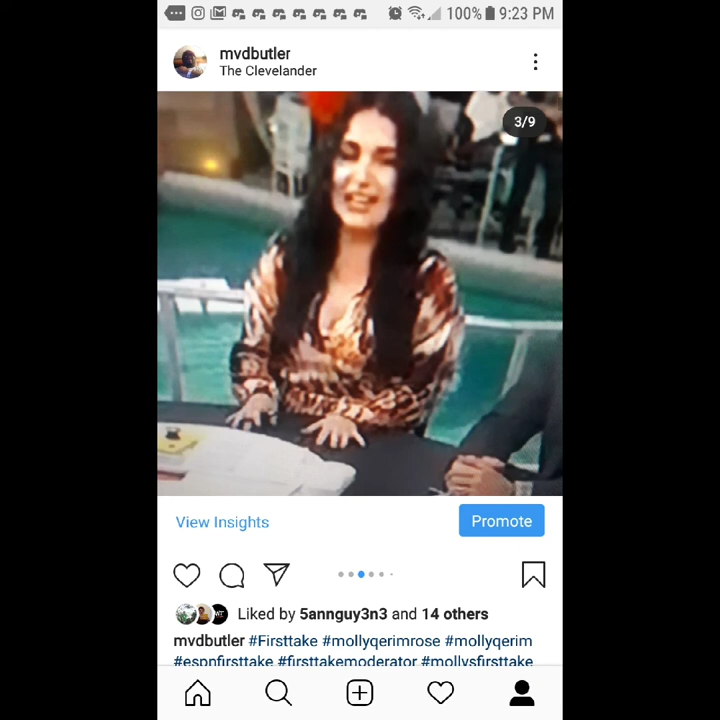 100% 9:23 PM
mvdbutler
The Clevelander
3/9
View Insights
Promote
Liked by 5annguy3n3 and 14 others
mvdbutler #Firsttake #mollyqerimrose #mollyqerim
#espnfirsttake #firsttakemoderator #mollysfirsttake